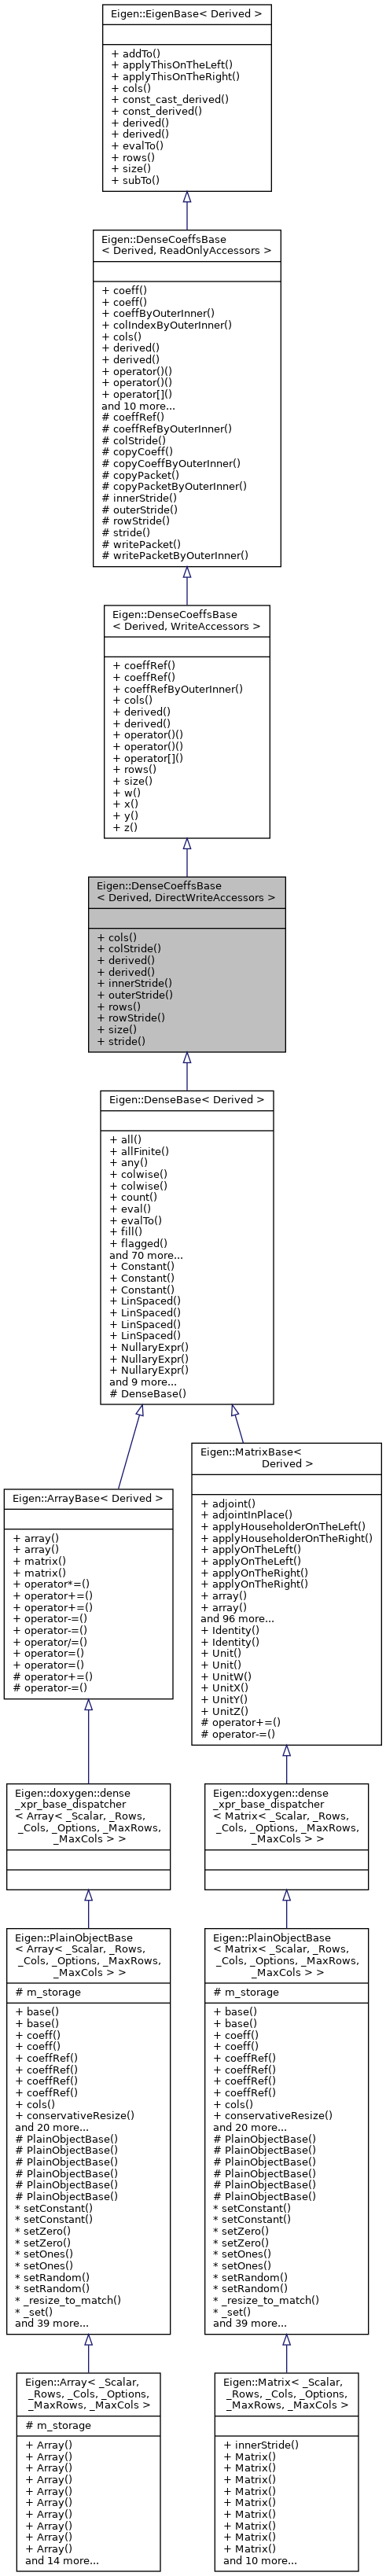 Eigen::EigenBase< Derived >
+ addTo()
+ applyThisOnTheLeft()
+ applyThisOnTheRight()
+ cols()
+ const_cast_derived()
+ const_derived()
+ derived()
+ derived()
+ evalTo()
+ rows()
+ size()
+ subTo()
Eigen::DenseCoeffsBase
< Derived, ReadOnlyAccessors >
+ coeff()
+ coeff()
+ coeffByOuterInner()
+ colIndexByOuterInner()
+ cols()
+ derived()
+ derived()
+ operator()()
+ operator()()
+ operator[]()
and 10 more...
# coeffRef()
# coeffRefByOuterInner()
# colStride()
# copyCoeff()
# copyCoeffByOuterInner()
# copyPacket()
# copyPacketByOuterInner()
# innerStride()
# outerStride()
# rowStride()
# stride()
# writePacket()
# writePacketByOuterInner()
Eigen::DenseCoeffsBase
< Derived, WriteAccessors >
+ coeffRef()
+ coeffRef()
+ coeffRefByOuterInner()
+ cols()
+ derived()
+ derived()
+ operator()()
+ operator()()
+ operator[]()
+ rows()
+ size()
+ w()
+ x()
+ y()
+ z()
Eigen::DenseCoeffsBase
< Derived, DirectWriteAccessors >
+ cols()
+ colStride()
+ derived()
+ derived()
+ innerStride()
+ outerStride()
+ rows()
+ rowStride()
+ size()
+ stride()
Eigen::DenseBase< Derived >
+ all()
+ allFinite()
+ any()
+ colwise()
+ colwise()
+ count()
+ eval()
+ evalTo()
+ fill()
+ flagged()
and 70 more...
+ Constant()
+ Constant()
+ Constant()
+ LinSpaced()
+ LinSpaced()
+ LinSpaced()
+ LinSpaced()
+ NullaryExpr()
+ NullaryExpr()
+ NullaryExpr()
and 9 more...
# DenseBase()
Eigen::ArrayBase< Derived >
+ array()
+ array()
+ matrix()
+ matrix()
+ operator*=()
+ operator+=()
+ operator+=()
+ operator-=()
+ operator-=()
+ operator/=()
+ operator=()
+ operator=()
# operator+=()
# operator-=()
Eigen::MatrixBase<
Derived >
+ adjoint()
+ adjointInPlace()
+ applyHouseholderOnTheLeft()
+ applyHouseholderOnTheRight()
+ applyOnTheLeft()
+ applyOnTheLeft()
+ applyOnTheRight()
+ applyOnTheRight()
+ array()
+ array()
and 96 more...
+ Identity()
+ Identity()
+ Unit()
+ Unit()
+ UnitW()
+ UnitX()
+ UnitY()
+ UnitZ()
# operator+=()
# operator-=()
Eigen::doxygen::dense
_xpr_base_dispatcher
< Array< _Scalar, _Rows,
_Cols, _Options, _MaxRows,
_MaxCols > >
Eigen::doxygen::dense
_xpr_base_dispatcher
< Matrix< _Scalar, _Rows,
_Cols, _Options, _MaxRows,
_MaxCols > >
Eigen::PlainObjectBase
< Array< _Scalar, _Rows,
_Cols, _Options, _MaxRows,
_MaxCols > >
# m_storage
+ base()
+ base()
+ coeff()
+ coeff()
+ coeffRef()
+ coeffRef()
+ coeffRef()
+ coeffRef()
+ cols()
+ conservativeResize()
and 20 more...
# PlainObjectBase()
# PlainObjectBase()
# PlainObjectBase()
# PlainObjectBase()
# PlainObjectBase()
# PlainObjectBase()
* setConstant()
* setConstant()
* setZero()
* setZero()
* setOnes()
* setOnes()
* setRandom()
* setRandom()
* _resize_to_match()
* _set()
and 39 more...
Eigen::PlainObjectBase
< Matrix< _Scalar, _Rows,
_Cols, _Options, _MaxRows,
_MaxCols > >
# m_storage
+ base()
+ base()
+ coeff()
+ coeff()
+ coeffRef()
+ coeffRef()
+ coeffRef()
+ coeffRef()
+ cols()
+ conservativeResize()
and 20 more...
# PlainObjectBase()
# PlainObjectBase()
# PlainObjectBase()
# PlainObjectBase()
# PlainObjectBase()
# PlainObjectBase()
* setConstant()
* setConstant()
* setZero()
* setZero()
* setOnes()
* setOnes()
* setRandom()
* setRandom()
* _resize_to_match()
* _set()
and 39 more...
Eigen::Array< _Scalar,
_Rows, _Cols, _Options,
_MaxRows, _MaxCols >
# m_storage
+ Array()
+ Array()
+ Array()
+ Array()
+ Array()
+ Array()
+ Array()
+ Array()
+ Array()
+ Array()
and 14 more...
Eigen::Matrix< _Scalar,
_Rows, _Cols, _Options,
_MaxRows, _MaxCols >
+ innerStride()
+ Matrix()
+ Matrix()
+ Matrix()
+ Matrix()
+ Matrix()
+ Matrix()
+ Matrix()
+ Matrix()
+ Matrix()
and 10 more...